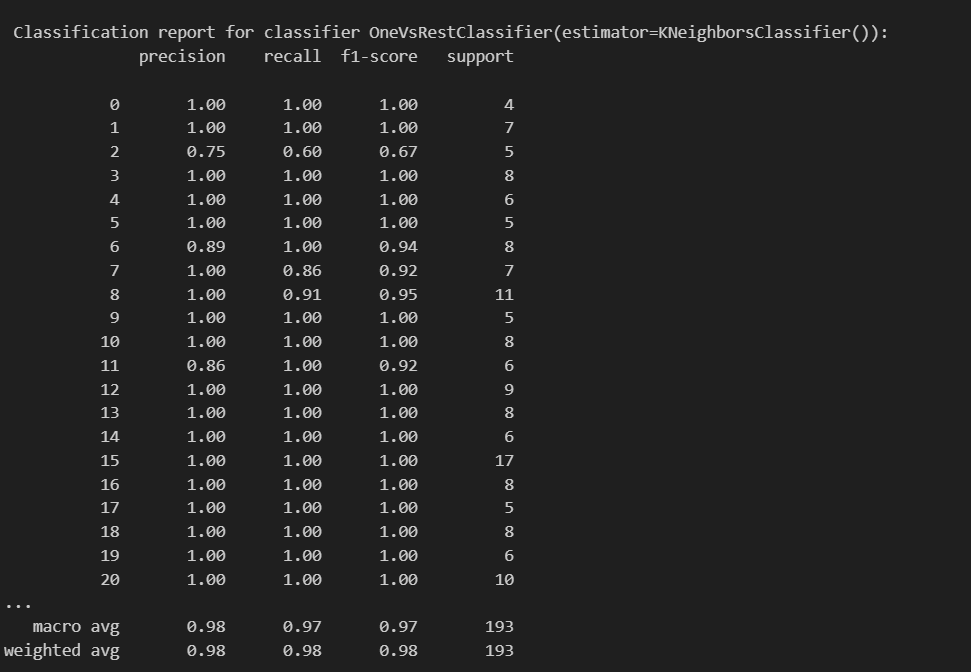 Classification report for classifier OneVsRestClassifier(estimator=KNeighborsClassifier()):
precision recall f1-score support
0 1.00 1.00 1.00 4
1 1.00 1.00 1.00 7
2 0.75 0.60 0.67 5
3 1.00 1.00 1.00 8
4 1.00 1.00 1.00 6
5 1.00 1.00 1.00 5
6 0.89 1.00 0.94 8
7 1.00 0.86 0.92 7
8 1.00 0.91 0.95 11
9 1.00 1.00 1.00 5
10 1.00 1.00 1.00 8
11 0.86 1.00 0.92 6
12 1.00 1.00 1.00 9
13 1.00 1.00 1.00 8
14 1.00 1.00 1.00 6
15 1.00 1.00 1.00 17
16 1.00 1.00 1.00 8
17 1.00 1.00 1.00 5
18 1.00 1.00 1.00 8
19 1.00 1.00 1.00 6
20 1.00 1.00 1.00 10
...
macro avg 0.98 0.97 0.97 193
weighted avg 0.98 0.98 0.98 193